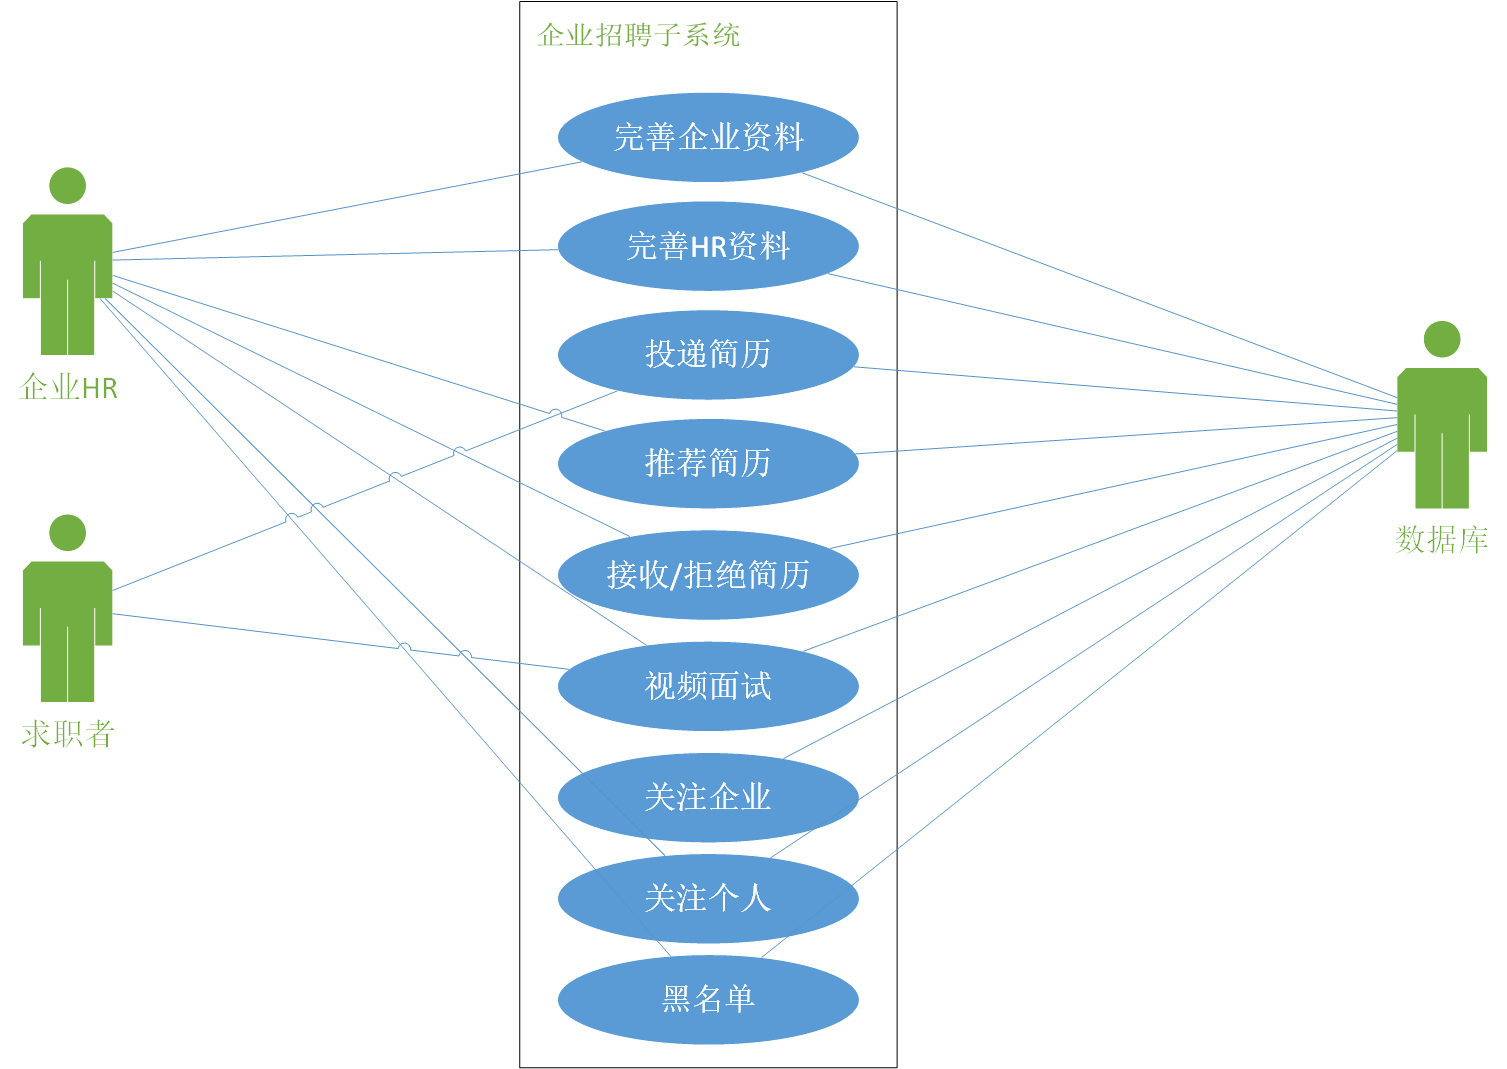 企业招聘子系统
完善企业资料
完善HR资料
投递简历
企业HR
推荐简历
数据库
接收/拒绝简历
视频面试
求职者
关注企业
关注个人
黑名单